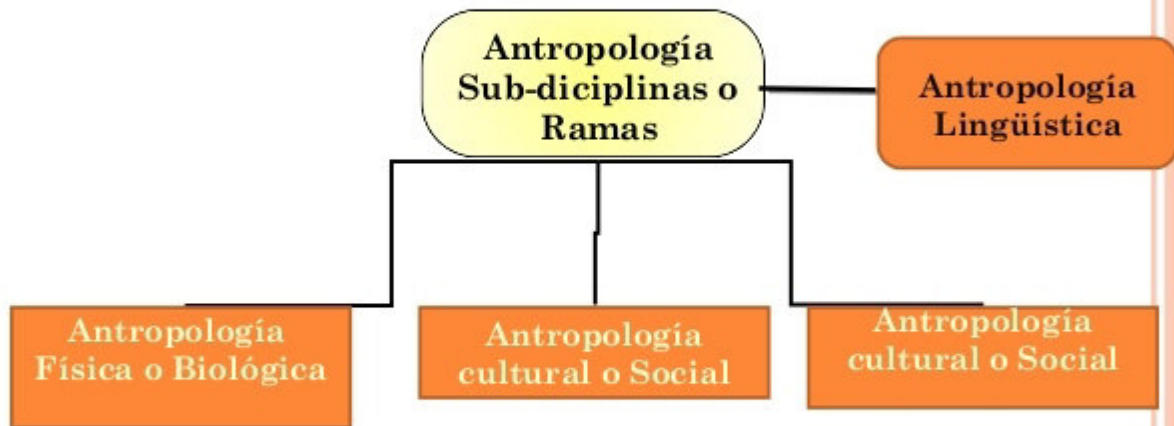 Antropología
Sub-diciplinas o
Ramas
Antropología
Lingüística
Antropología
Física o Biológica
Antropología
cultural o Social
Antropología
cultural o Social